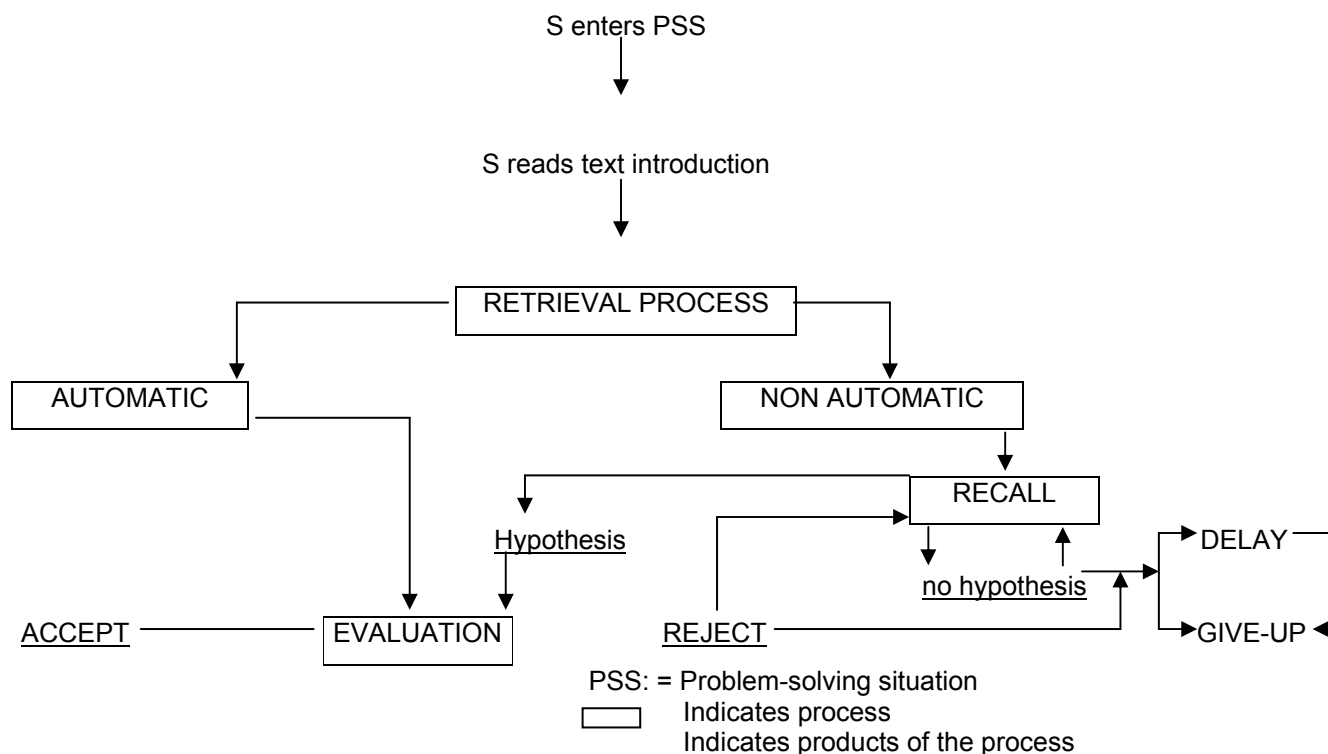 S enters PSS
S reads text introduction
RETRIEVAL PROCESS
AUTOMATIC
NON AUTOMATIC
RECALL
Hypothesis
DELAY
no hypothesis
ACCEPT
EVALUATION
REJECT
GIVE-UP
PSS: = Problem-solving situation
Indicates process
Indicates products of the process